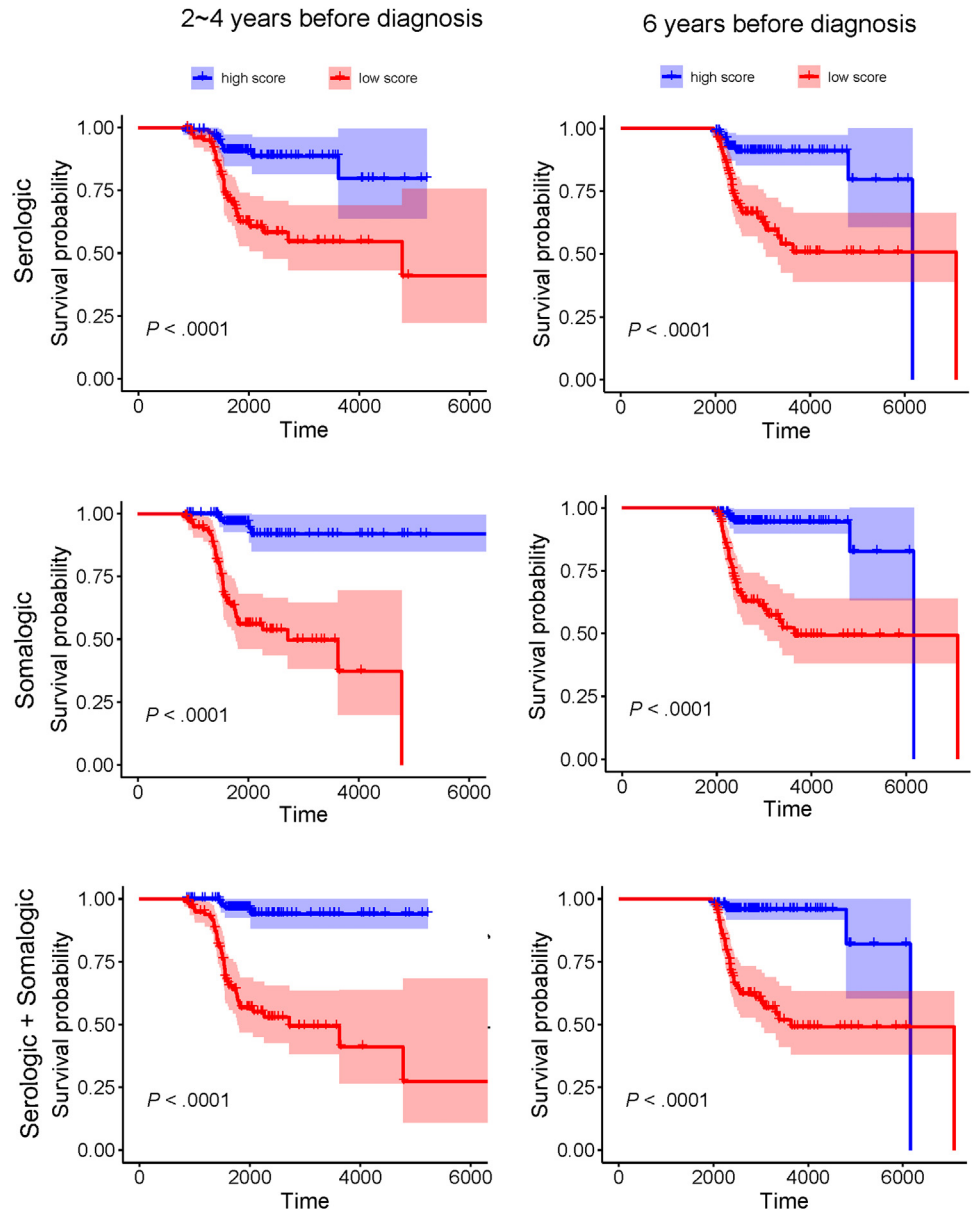 2~4 years before diagnosis
6 years before diagnosis
high score low score
high score low score
Serologic
Survival probability
1.00
0.75
0.50
0.25
0.00
P < .0001
0 2000 4000 6000
Time
Survival probability
1.00
0.75
0.50
0.25
0.00
P < .0001
0 2000 4000 6000
Time
Somalogic
Survival probability
1.00
0.75
0.50
0.25
0.00
P < .0001
0 2000 4000 6000
Time
Survival probability
1.00
0.75
0.50
0.25
0.00
P < .0001
0 2000 4000 6000
Time
Serologic + Somalogic
Survival probability
1.00
0.75
0.50
0.25
0.00
P < .0001
0 2000 4000 6000
Time
Survival probability
1.00
0.75
0.50
0.25
0.00
P < .0001
0 2000 4000 6000
Time